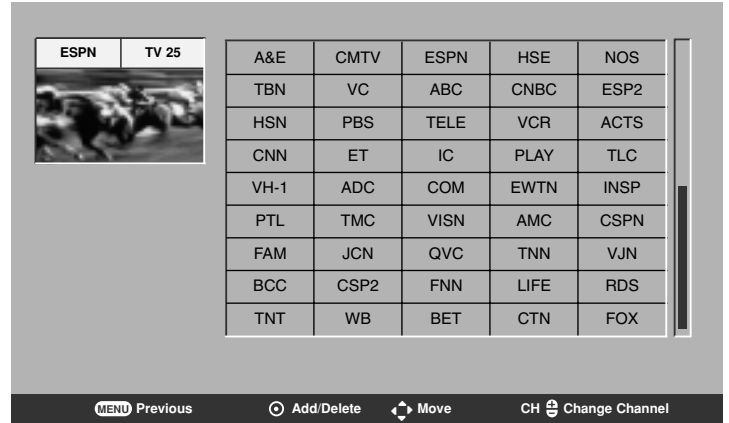 ESPN TV 25
A&E CMTV ESPN HSE NOS
TBN VC ABC CNBC ESP2
HSN PBS TELE VCR ACTS
CNN ET IC PLAY TLC
VH-1 ADC COM EWTN INSP
PTL TMC VISN AMC CSPN
FAM JCN QVC TNN VJN
BCC CSP2 FNN LIFE RDS
TNT WB BET CTN FOX
MENU Previous Add/Delete Move CH Change Channel